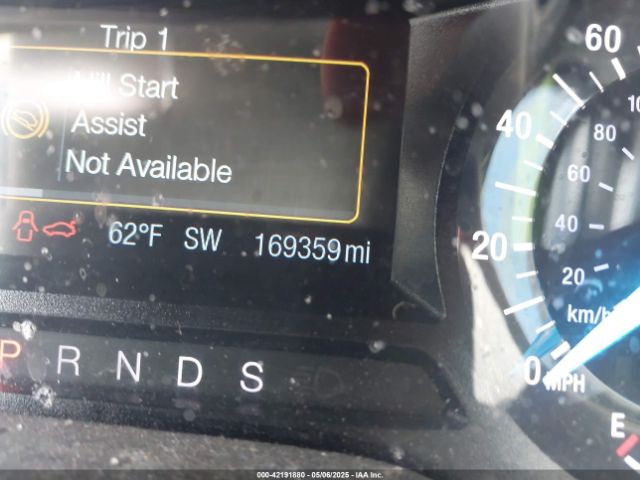 Trip 1
Hill Start
Assist
Not Available
62°F SW 169359mi
P R N D S
60
40
20
0
MPH
80
60
40
20
km/h
E
000-42191880 - 05/06/2025 - IAA Inc.